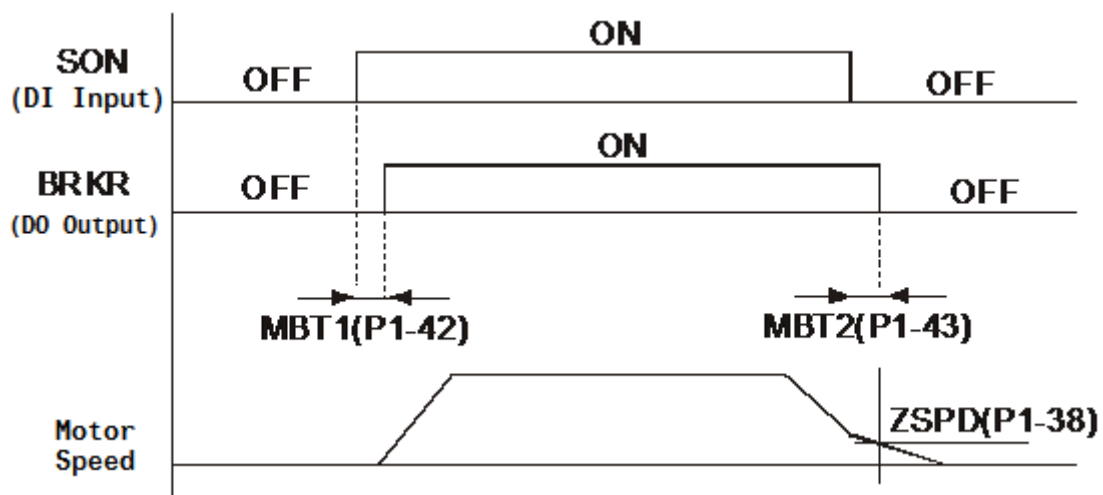 ON
SON
(DI Input)
OFF
OFF
ON
BRKR
(DO Output)
OFF
OFF
MBT1(P1-42)
MBT2(P1-43)
ZSPD(P1-38)
Motor
Speed